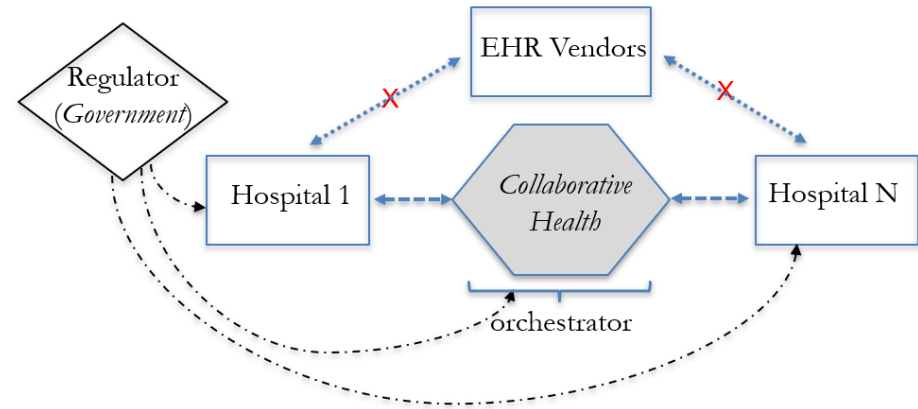 EHR Vendors
X
X
Regulator
(Government)
Hospital 1
Collaborative
Health
Hospital N
orchestrator